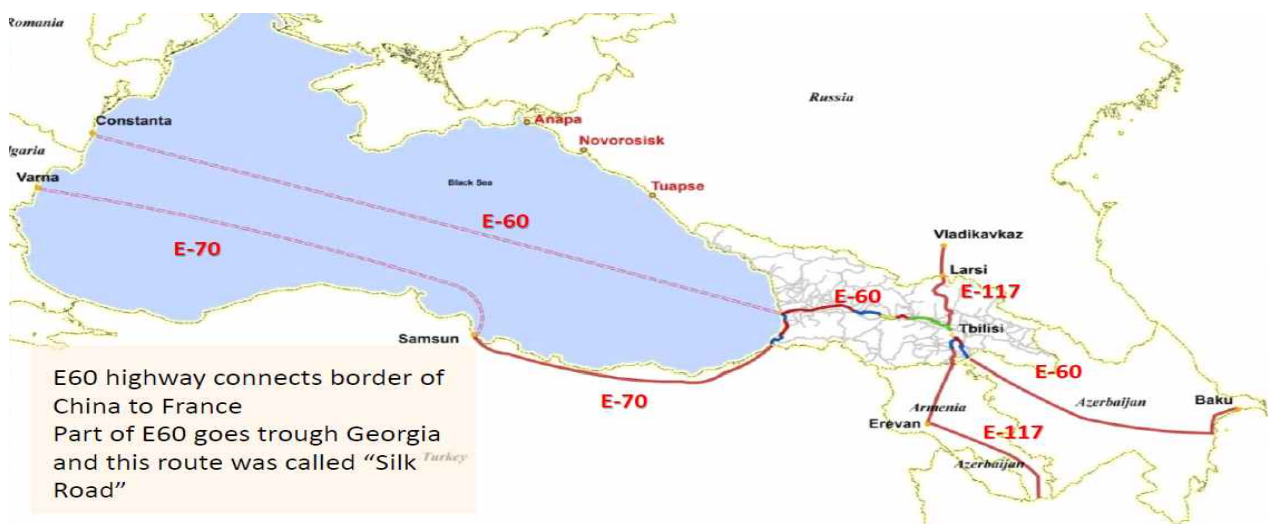 Romania
Russia
Constanta
Anapa
lgaria
Novorosisk
Varna
Black Sea
Tuapse
E-60
E-70
Vladikavkaz
Larsi
E-60
E-117
Tbilisi
Samsun
E-60
E-70
Azerbaijan
Baku
Armenia
Erevan
E-117
Azerbaijan
E60 highway connects border of
China to France
Part of E60 goes trough Georgia
and this route was called “Silk
Road”
Turkey